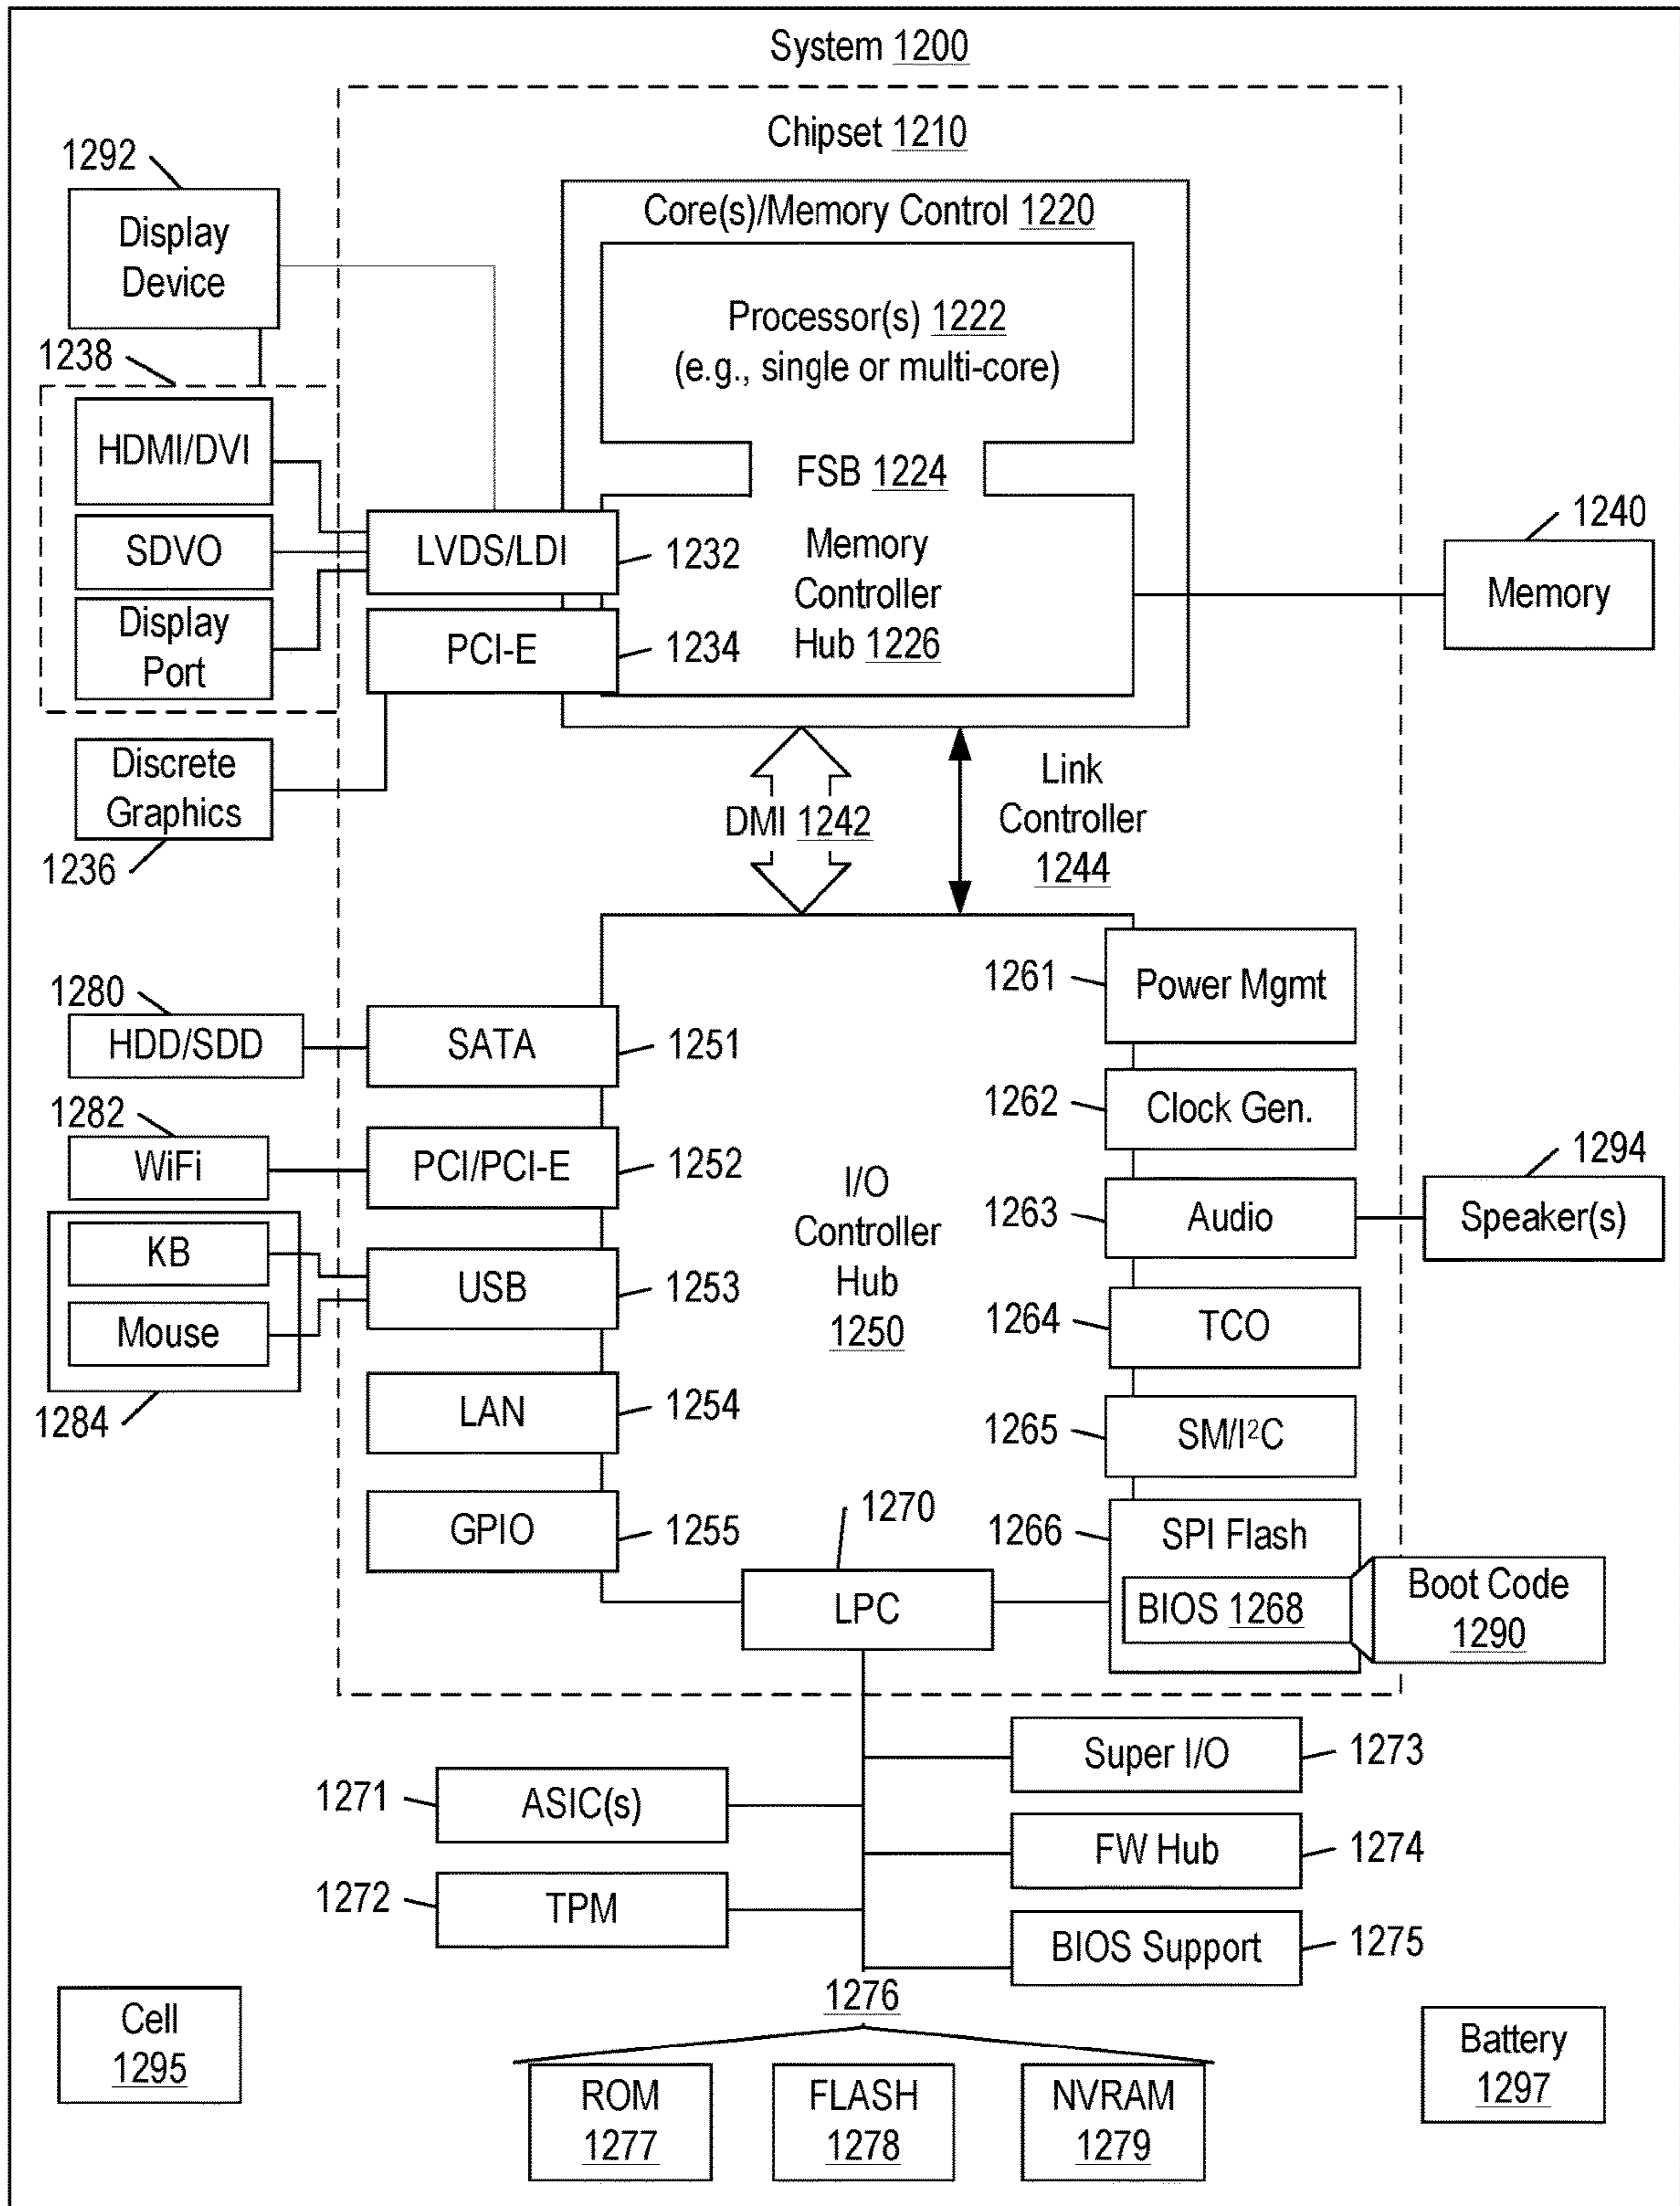 System 1200
Chipset 1210
1292
Display
Device
Core(s)/Memory Control 1220
Processor(s) 1222
(e.g., single or multi-core)
1238
HDMI/DVI
SDVO
Display
Port
FSB 1224
LVDS/LDI
1232
PCI-E
1234
Memory
Controller
Hub 1226
1240
Memory
Discrete
Graphics
1236
DMI 1242
Link
Controller
1244
1280
HDD/SDD
SATA
1251
1261
Power Mgmt
1282
WiFi
PCI/PCI-E
1252
1262
Clock Gen.
KB
Mouse
1284
USB
1253
I/O
Controller
Hub
1250
1263
Audio
1294
Speaker(s)
1264
TCO
LAN
1254
1265
SM/I²C
GPIO
1255
1270
LPC
1266
SPI Flash
BIOS 1268
Boot Code
1290
1271
ASIC(s)
Super I/O
1273
1272
TPM
FW Hub
1274
BIOS Support
1275
1276
Cell
1295
ROM
1277
FLASH
1278
NVRAM
1279
Battery
1297